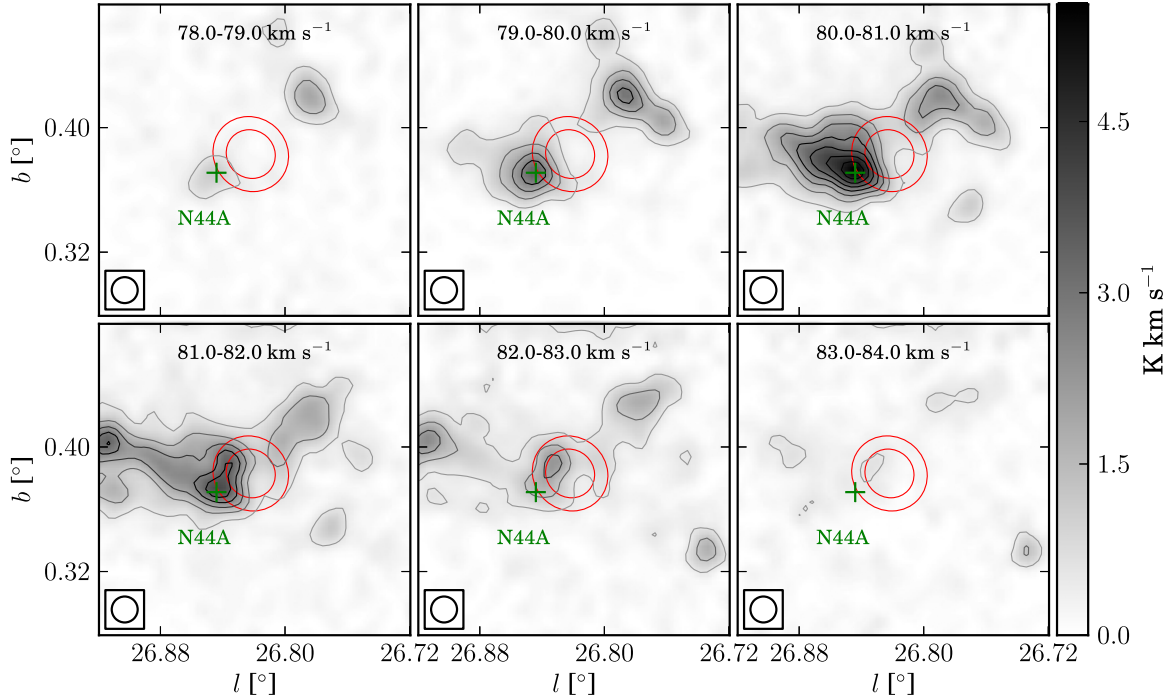 78.0-79.0 km s⁻¹
79.0-80.0 km s⁻¹
80.0-81.0 km s⁻¹
N44A
N44A
N44A
0.40
0.32
b [°]
81.0-82.0 km s⁻¹
82.0-83.0 km s⁻¹
83.0-84.0 km s⁻¹
N44A
N44A
N44A
0.40
0.32
b [°]
26.88 26.80 26.72
26.88 26.80 26.72
26.88 26.80 26.72
l [°]
l [°]
l [°]
4.5
3.0
1.5
0.0
K km s⁻¹